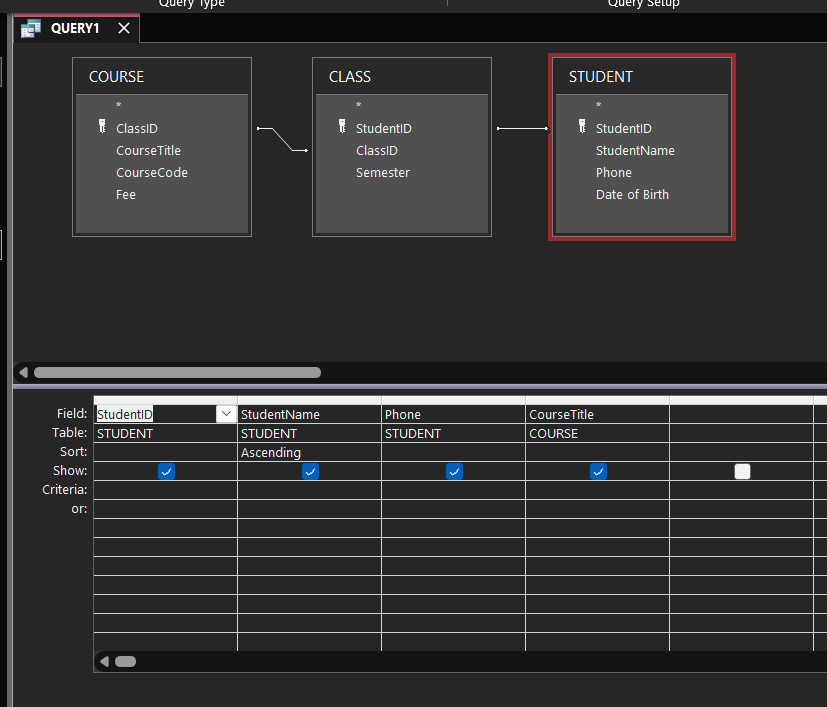 Query Type
Query Setup
QUERY1
COURSE
*
ClassID
CourseTitle
CourseCode
Fee
CLASS
*
StudentID
ClassID
Semester
STUDENT
*
StudentID
StudentName
Phone
Date of Birth
Field: StudentID StudentName Phone CourseTitle
Table: STUDENT STUDENT STUDENT COURSE
Sort: Ascending
Show:
Criteria:
or: